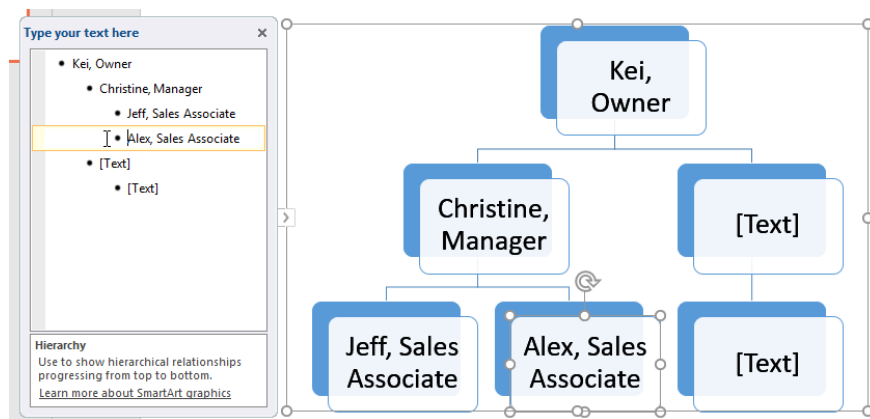 Type your text here
Kei, Owner
Christine, Manager
Jeff, Sales Associate
Alex, Sales Associate
[Text]
[Text]
Hierarchy
Use to show hierarchical relationships
progressing from top to bottom.
Learn more about SmartArt graphics
Kei,
Owner
Christine,
Manager
[Text]
Jeff, Sales
Associate
Alex, Sales
Associate
[Text]